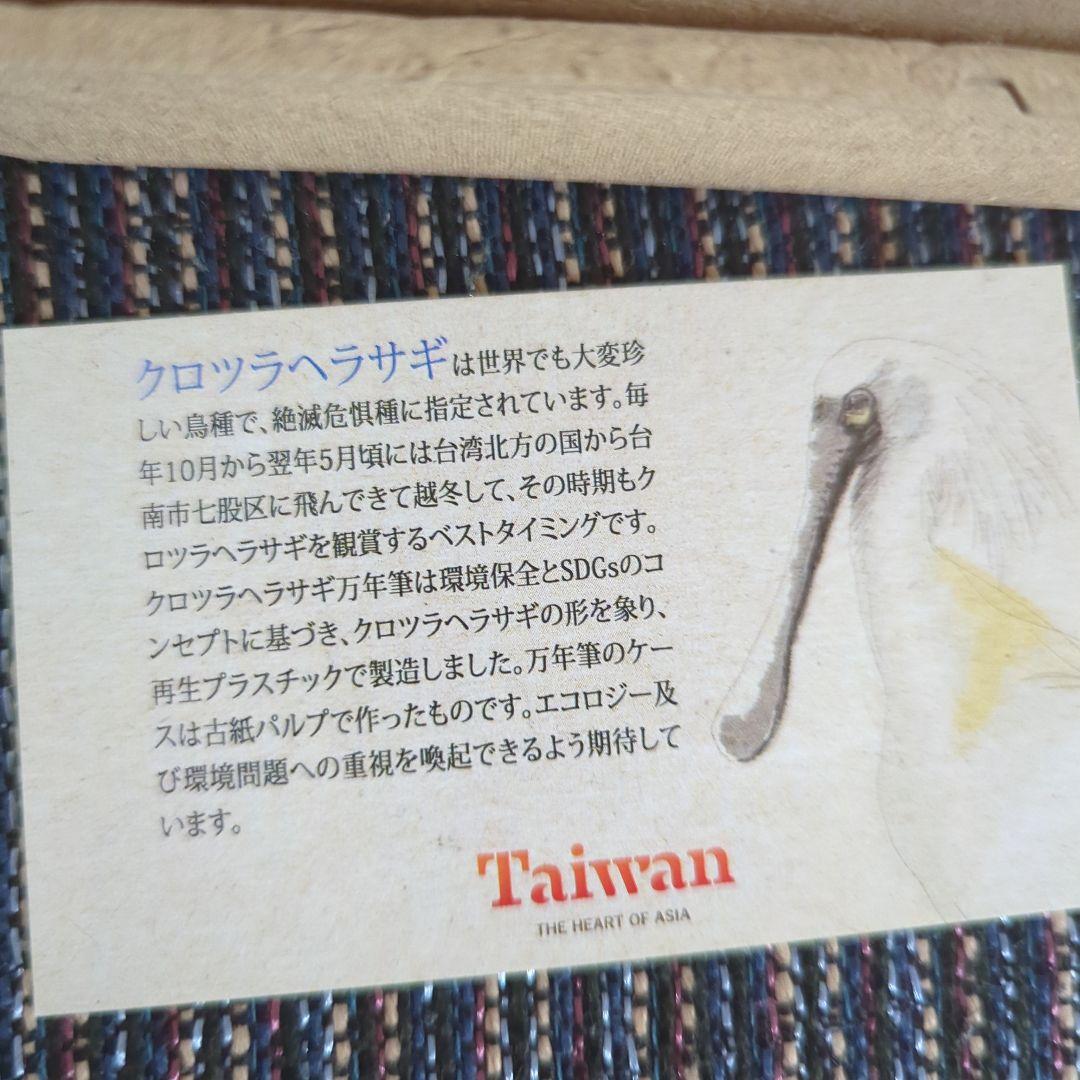 クロツラヘラサギは世界でも大変珍
しい鳥種で、絶滅危惧種に指定されています。毎
年10月から翌年5月頃には台湾北方の国から台
南市七股区に飛んできて越冬して、その時期もク
ロツラヘラサギを観賞するベストタイミングです。
クロツラヘラサギ万年筆は環境保全とSDGsのコ
ンセプトに基づき、クロツラヘラサギの形を象り、
再生プラスチックで製造しました。万年筆のケー
スは古紙パルプで作ったものです。エコロジー及
び環境問題への重視を喚起できるよう期待して
います。
Taiwan
THE HEART OF ASIA